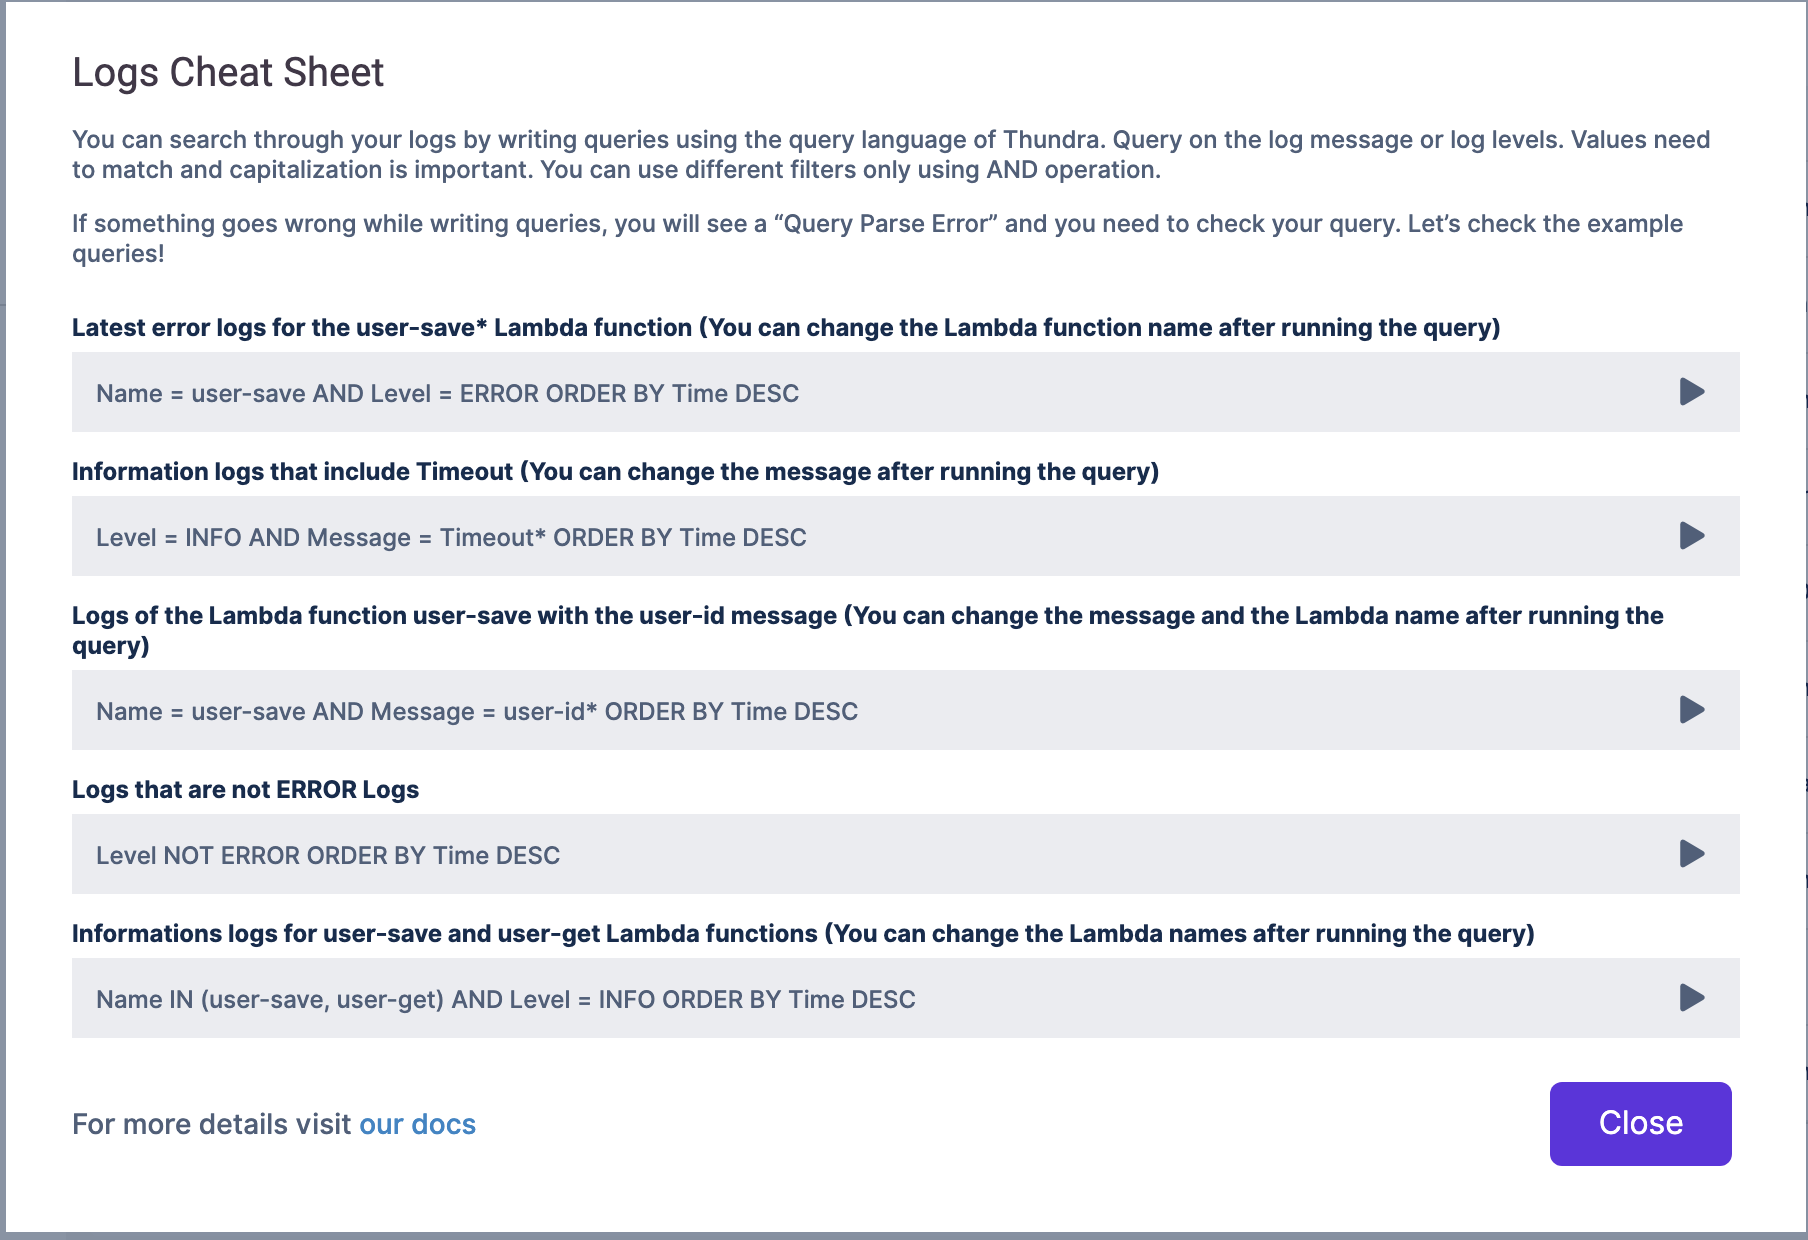 Logs Cheat Sheet
You can search through your logs by writing queries using the query language of Thundra. Query on the log message or log levels. Values need
to match and capitalization is important. You can use different filters only using AND operation.
If something goes wrong while writing queries, you will see a “Query Parse Error” and you need to check your query. Let’s check the example
queries!
Latest error logs for the user-save* Lambda function (You can change the Lambda function name after running the query)
Name = user-save AND Level = ERROR ORDER BY Time DESC
Information logs that include Timeout (You can change the message after running the query)
Level = INFO AND Message = Timeout* ORDER BY Time DESC
Logs of the Lambda function user-save with the user-id message (You can change the message and the Lambda name after running the
query)
Name = user-save AND Message = user-id* ORDER BY Time DESC
Logs that are not ERROR Logs
Level NOT ERROR ORDER BY Time DESC
Informations logs for user-save and user-get Lambda functions (You can change the Lambda names after running the query)
Name IN (user-save, user-get) AND Level = INFO ORDER BY Time DESC
For more details visit our docs
Close